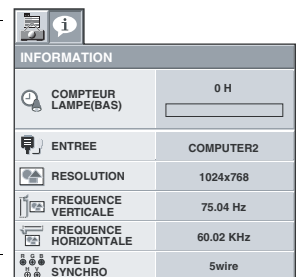 INFORMATION
COMPTEUR
LAMPE(BAS)
0 H
ENTREE
COMPUTER2
RESOLUTION
1024x768
FREQUENCE
VERTICALE
75.04 Hz
FREQUENCE
HORIZONTALE
60.02 KHz
R G B
H V
TYPE DE
SYNCHRO
5wire